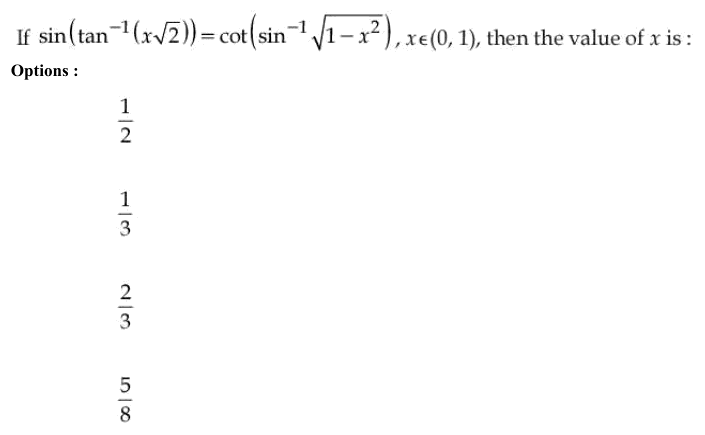 If sin(tan⁻¹(x√2)) = cot(sin⁻¹ √(1−x²)), xϵ(0, 1), then the value of x is :
Options :
1/2
1/3
2/3
5/8